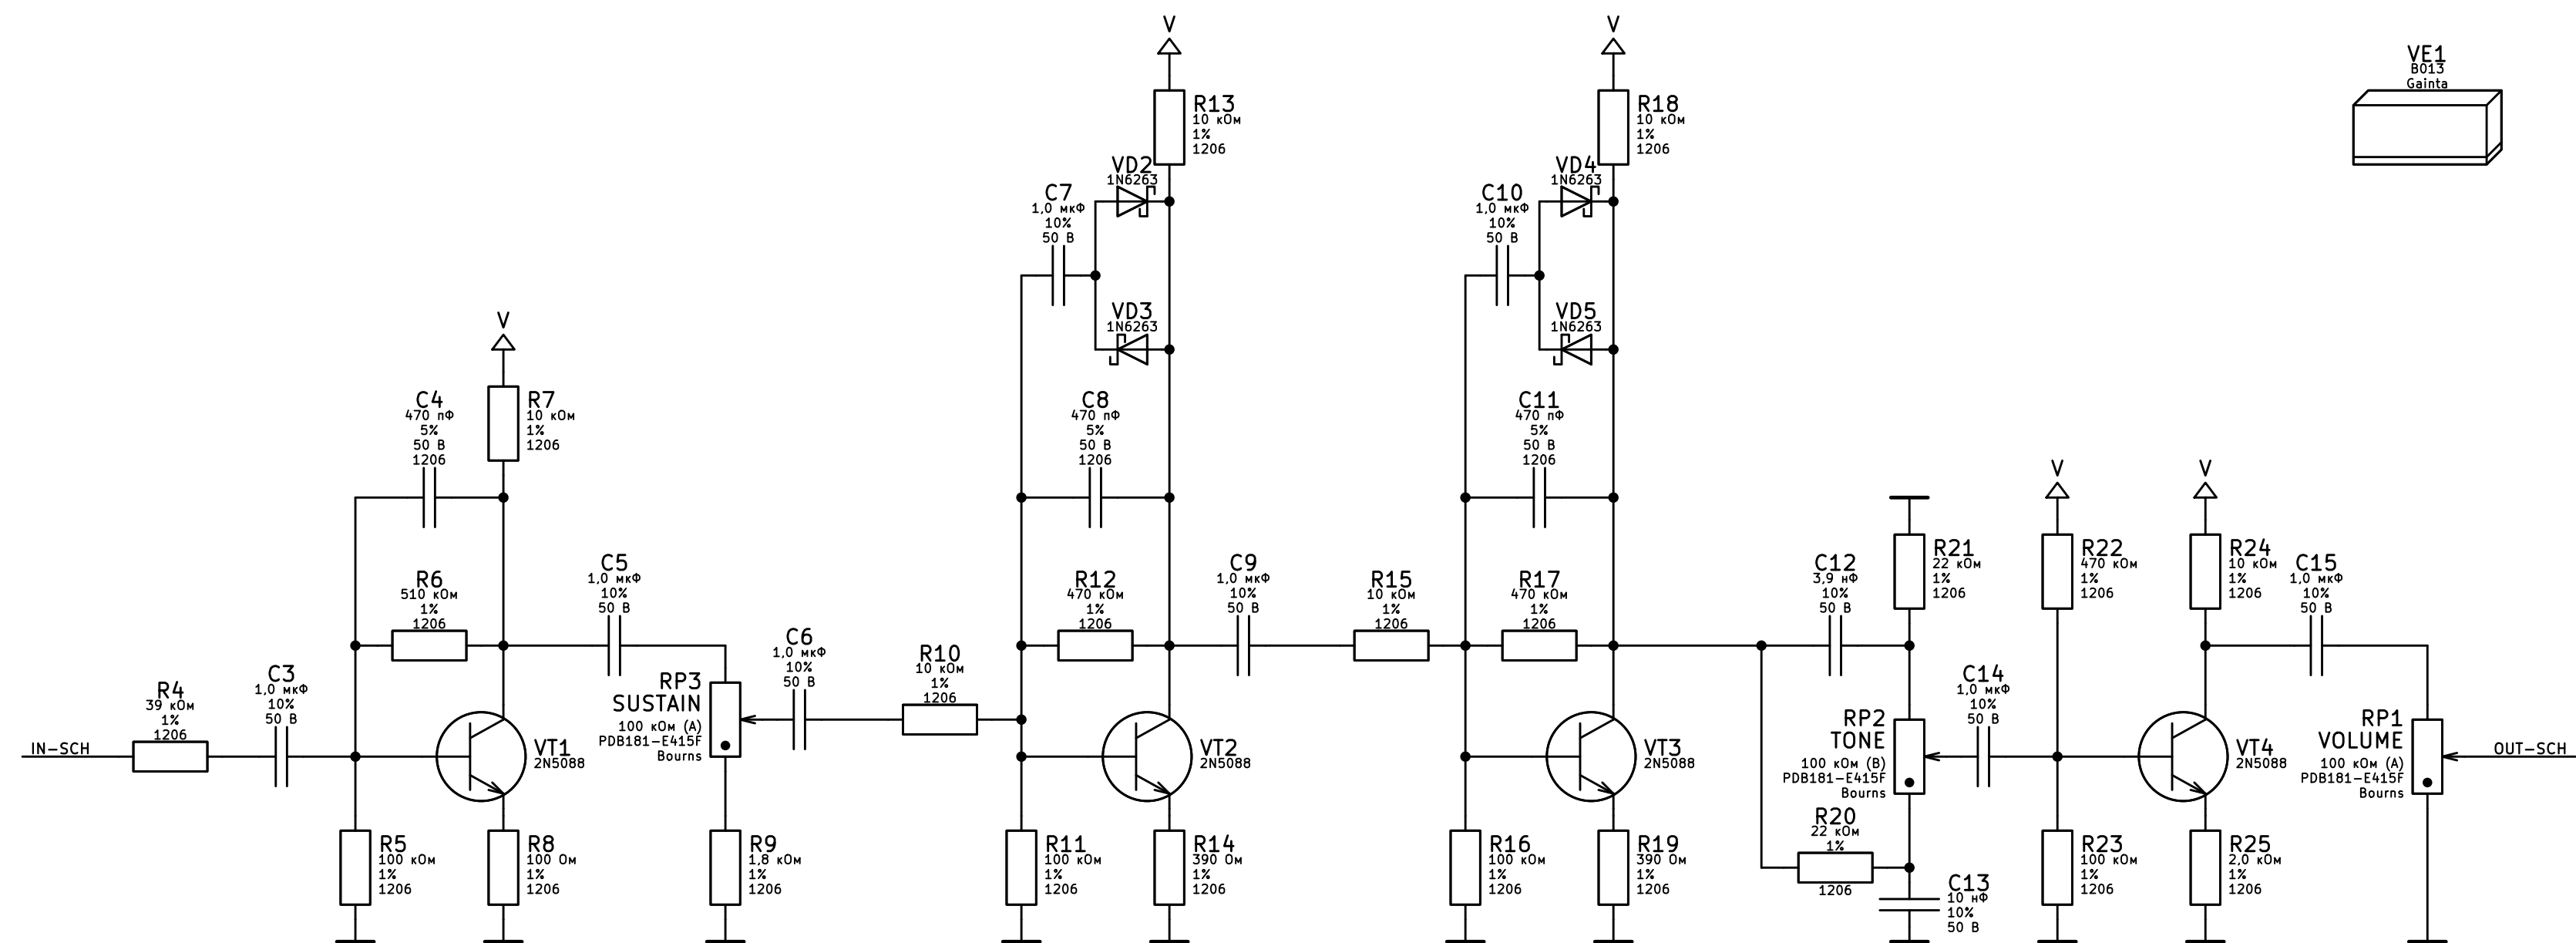 V
V
VE1
B013
Gainta
R13
10 кОм
1%
1206
R18
10 кОм
1%
1206
VD2
1N6263
VD4
1N6263
C7
1,0 мкФ
10%
50 В
C10
1,0 мкФ
10%
50 В
VD3
1N6263
VD5
1N6263
V
C4
470 пФ
5%
50 В
1206
R7
10 кОм
1%
1206
C8
470 пФ
5%
50 В
1206
C11
470 пФ
5%
50 В
1206
V
V
R6
510 кОм
1%
1206
C5
1,0 мкФ
10%
50 В
R12
470 кОм
1%
1206
C9
1,0 мкФ
10%
50 В
R15
10 кОм
1%
1206
R17
470 кОм
1%
1206
C12
3,9 нФ
10%
50 В
R21
22 кОм
1%
1206
R22
470 кОм
1%
1206
R24
10 кОм
1%
1206
C15
1,0 мкФ
10%
50 В
IN-SCH
R4
39 кОм
1%
1206
C3
1,0 мкФ
10%
50 В
VT1
2N5088
RP3
SUSTAIN
100 кОм (A)
PDB181-E415F
Bourns
C6
1,0 мкФ
10%
50 В
R10
10 кОм
1%
1206
VT2
2N5088
VT3
2N5088
RP2
TONE
100 кОм (B)
PDB181-E415F
Bourns
C14
1,0 мкФ
10%
50 В
VT4
2N5088
RP1
VOLUME
100 кОм (A)
PDB181-E415F
Bourns
OUT-SCH
R5
100 кОм
1%
1206
R8
100 Ом
1%
1206
R9
1,8 кОм
1%
1206
R11
100 кОм
1%
1206
R14
390 Ом
1%
1206
R16
100 кОм
1%
1206
R19
390 Ом
1%
1206
R20
22 кОм
1%
1206
C13
10 нФ
10%
50 В
R23
100 кОм
1%
1206
R25
2,0 кОм
1%
1206